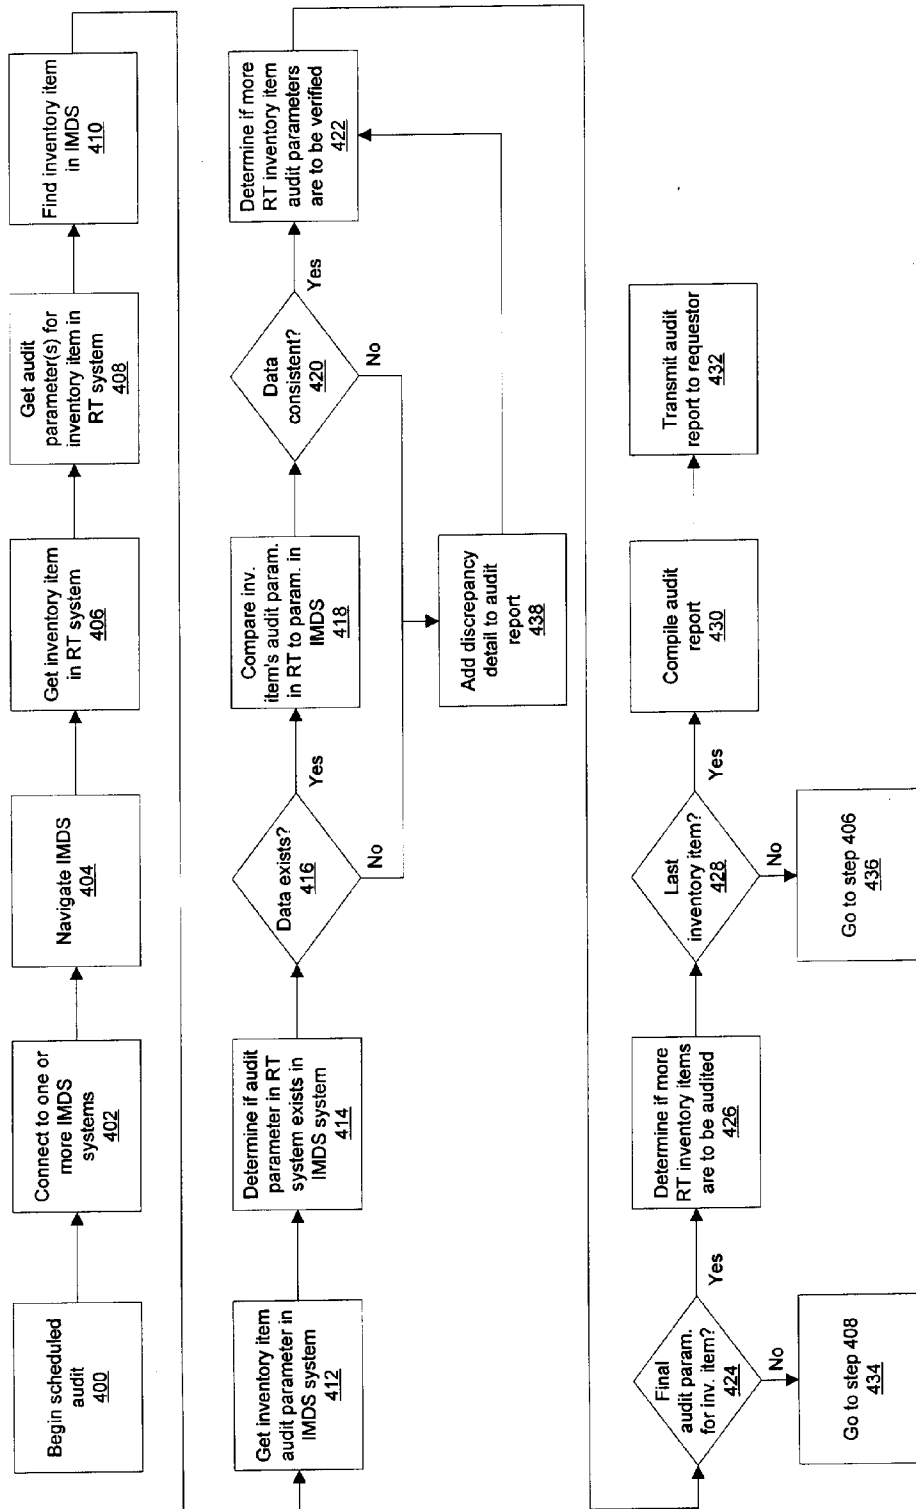 Begin scheduled
audit
400
Connect to one or
more IMDS
systems
402
Navigate IMDS
404
Get inventory item
in RT system
406
Get audit
parameter(s) for
inventory item in
RT system
408
Find inventory item
in IMDS
410
Get inventory item
audit parameter in
IMDS system
412
Determine if audit
parameter in RT
system exists in
IMDS system
414
Data exists?
416
Yes
No
Compare inv.
item's audit param.
in RT to param. in
IMDS
418
Data
consistent?
420
Yes
No
Determine if more
RT inventory item
audit parameters
are to be verified
422
Add discrepancy
detail to audit
report
438
Final
audit param.
for inv. item?
424
Yes
No
Go to step 408
434
Determine if more
RT inventory items
are to be audited
426
Last
inventory item?
428
Yes
No
Go to step 406
436
Compile audit
report
430
Transmit audit
report to requestor
432